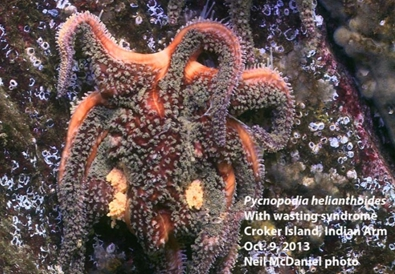 Pycnopodia helianthoides
With wasting syndrome
Croker Island, Indian Arm
Oct. 9, 2013
Neil McDaniel photo